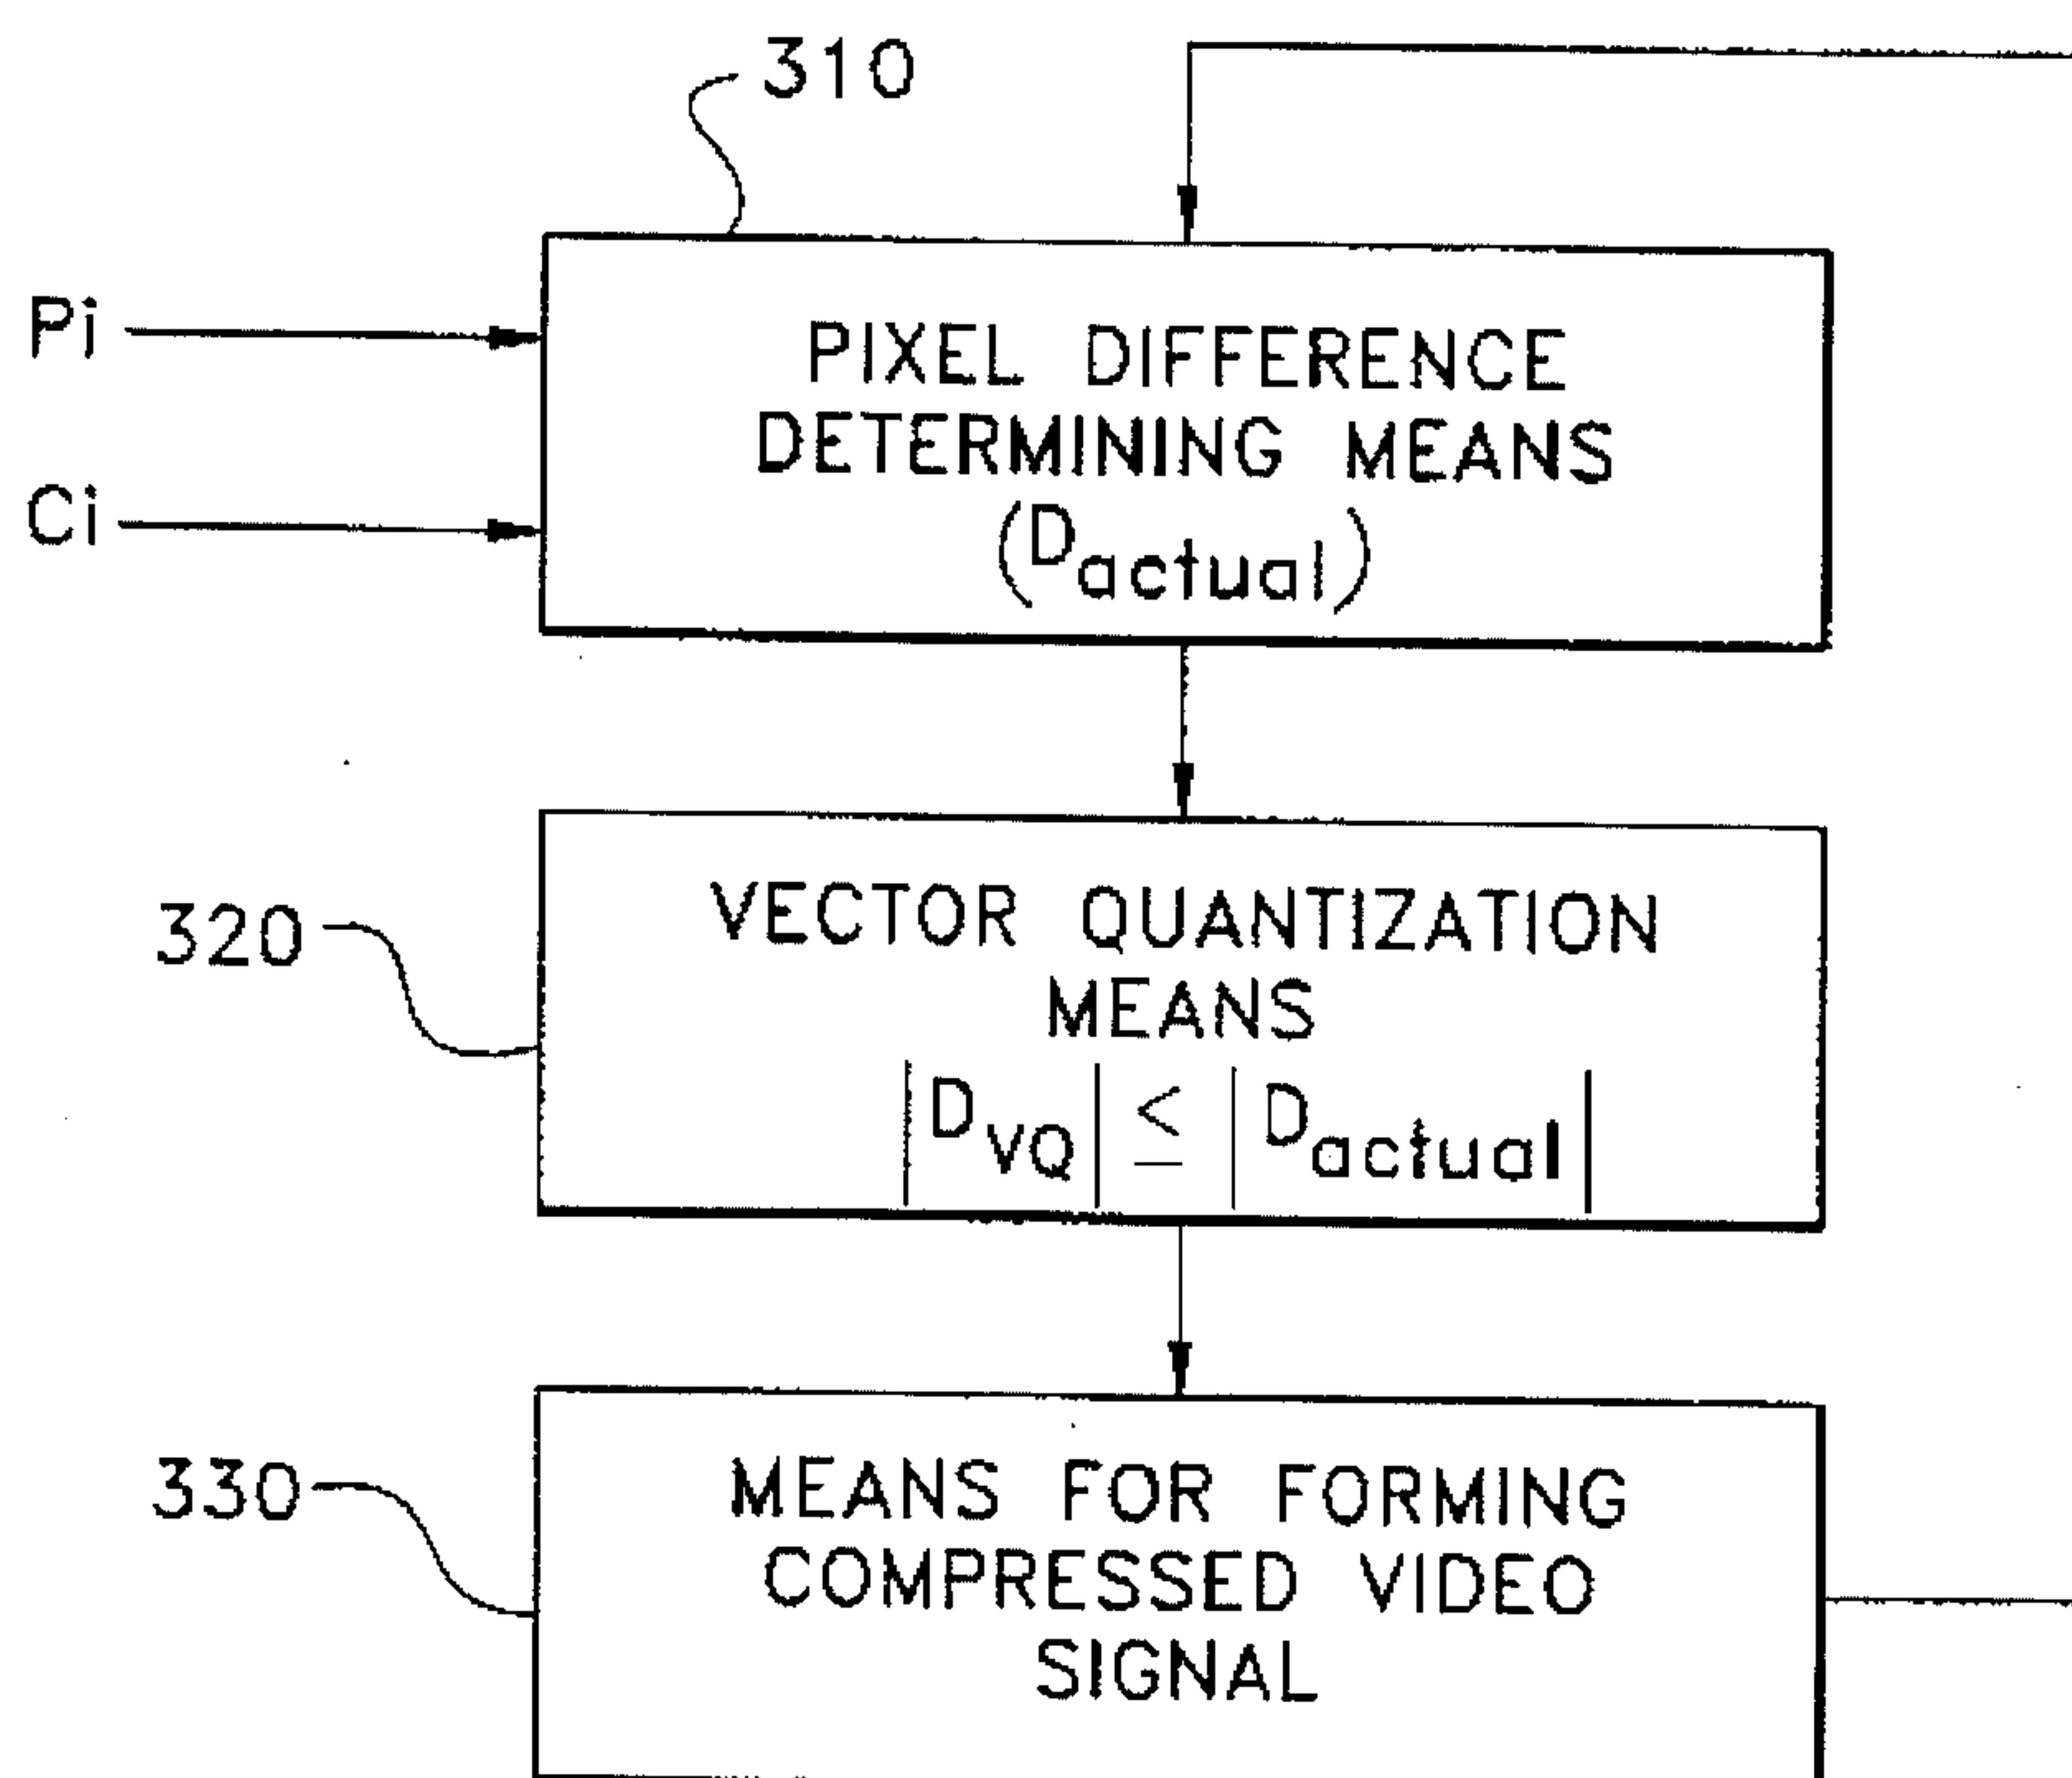 310
Pi
PIXEL DIFFERENCE
DETERMINING MEANS
(Dactual)
Ci
320
VECTOR QUANTIZATION
MEANS
|DVQ| ≤ |Dactual|
330
MEANS FOR FORMING
COMPRESSED VIDEO
SIGNAL